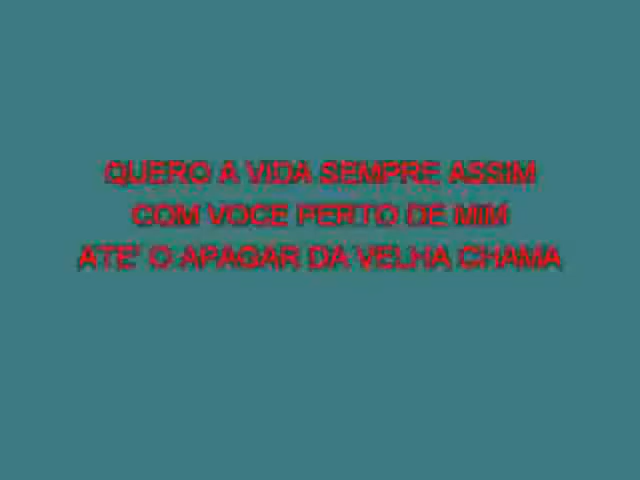 QUERO A VIDA SEMPRE ASSIM
COM VOCE PERTO DE MIM
ATE' O APAGAR DA VELHA CHAMA